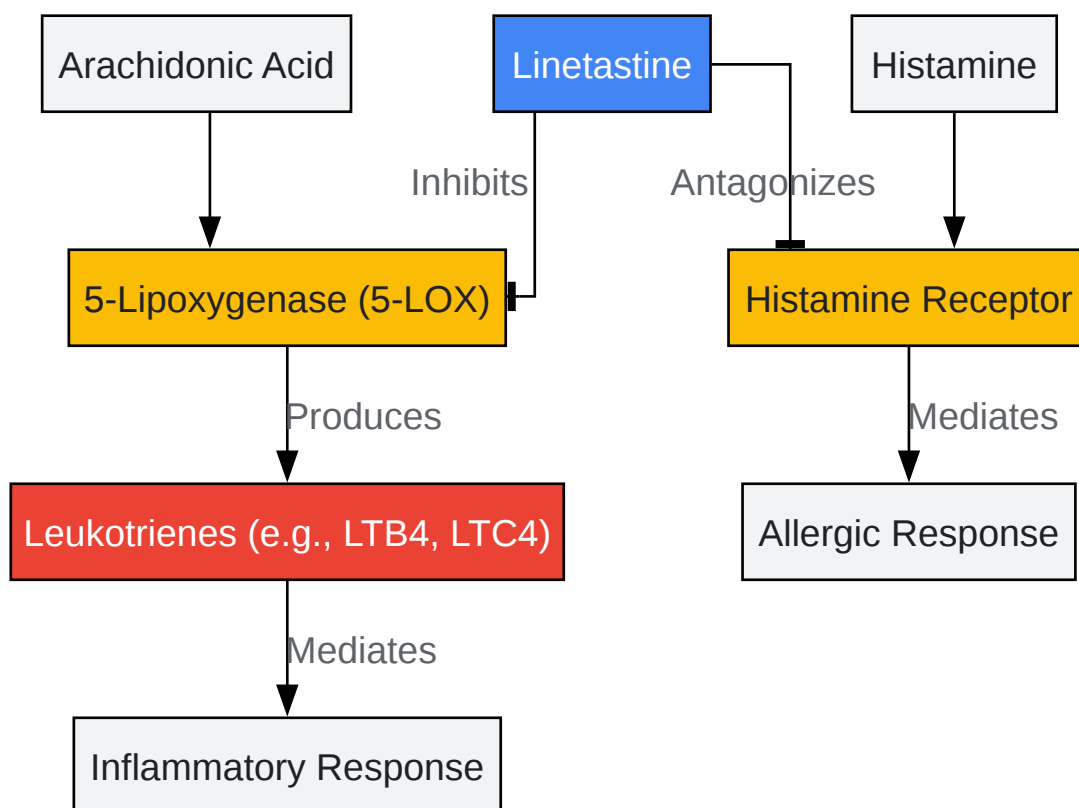 Arachidonic Acid
Linetastine
Histamine
Inhibits
Antagonizes
5-Lipoxygenase (5-LOX)
Histamine Receptor
Produces
Mediates
Leukotrienes (e.g., LTB4, LTC4)
Allergic Response
Mediates
Inflammatory Response